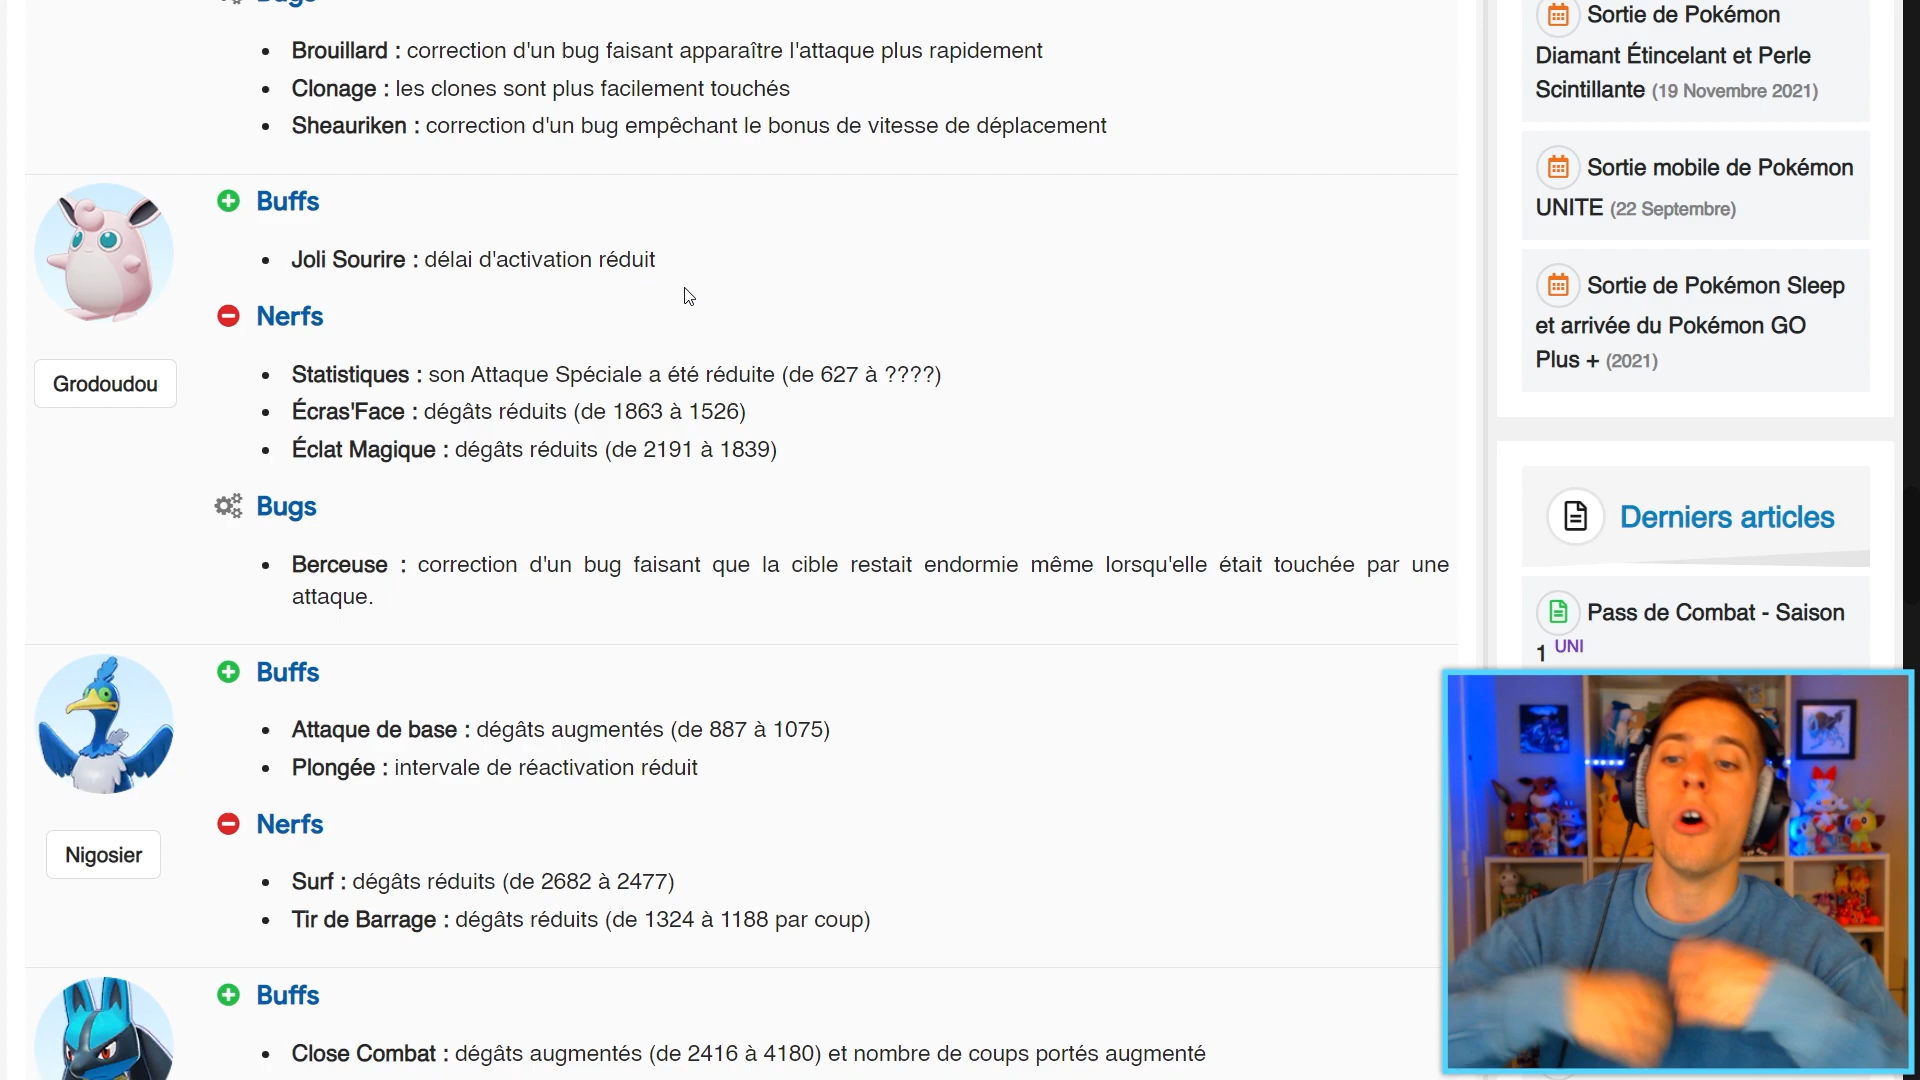 Bugs
Brouillard : correction d'un bug faisant apparaître l'attaque plus rapidement
Clonage : les clones sont plus facilement touchés
Sheauriken : correction d'un bug empêchant le bonus de vitesse de déplacement
Buffs
Joli Sourire : délai d'activation réduit
Nerfs
Grodoudou
Statistiques : son Attaque Spéciale a été réduite (de 627 à ????)
Écras'Face : dégâts réduits (de 1863 à 1526)
Éclat Magique : dégâts réduits (de 2191 à 1839)
Bugs
Berceuse : correction d'un bug faisant que la cible restait endormie même lorsqu'elle était touchée par une
attaque.
Buffs
Attaque de base : dégâts augmentés (de 887 à 1075)
Plongée : intervale de réactivation réduit
Nerfs
Nigosier
Surf : dégâts réduits (de 2682 à 2477)
Tir de Barrage : dégâts réduits (de 1324 à 1188 par coup)
Buffs
Close Combat : dégâts augmentés (de 2416 à 4180) et nombre de coups portés augmenté
Sortie de Pokémon
Diamant Étincelant et Perle
Scintillante (19 Novembre 2021)
Sortie mobile de Pokémon
UNITE (22 Septembre)
Sortie de Pokémon Sleep
et arrivée du Pokémon GO
Plus + (2021)
Derniers articles
Pass de Combat - Saison
1 UNI